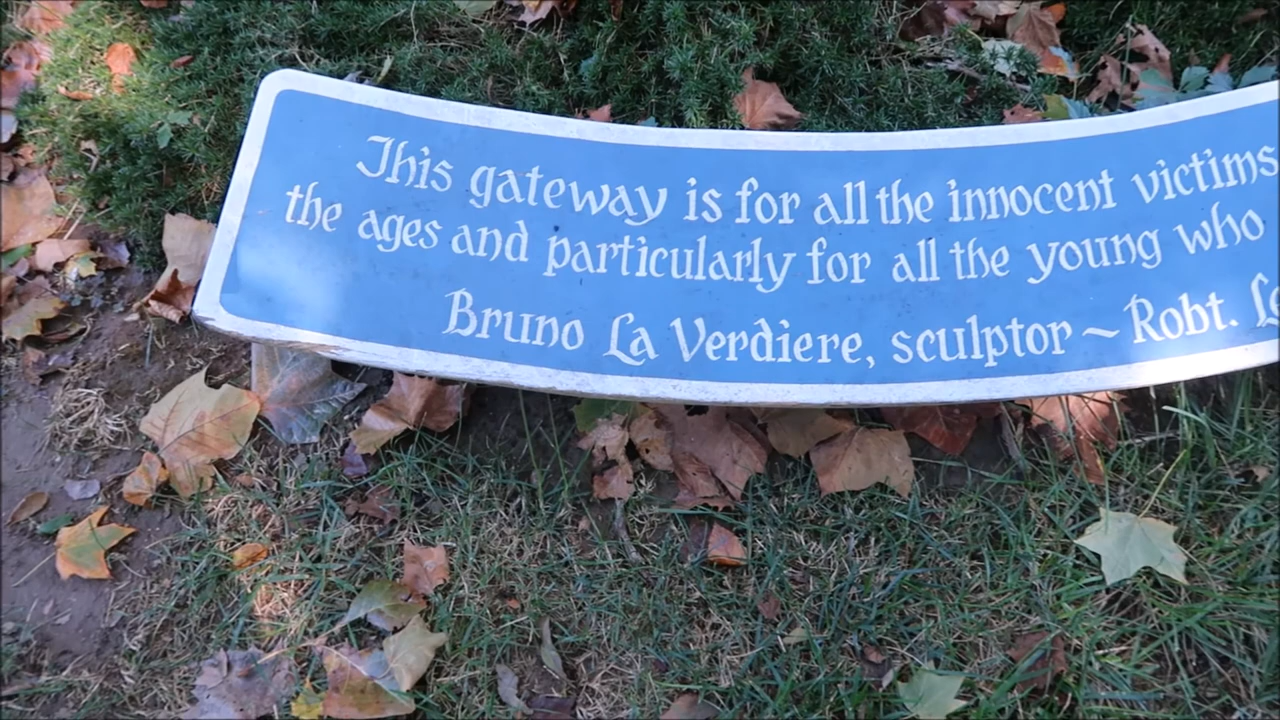 This gateway is for all the innocent victims
the ages and particularly for all the young who
Bruno La Verdiere, sculptor ~ Robt.